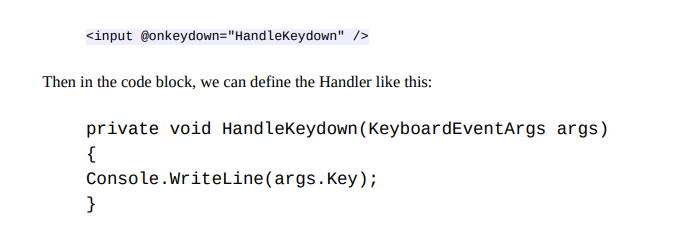 <input @onkeydown="HandleKeydown" />
Then in the code block, we can define the Handler like this:
private void HandleKeydown(KeyboardEventArgs args)
{
Console.WriteLine(args.Key);
}